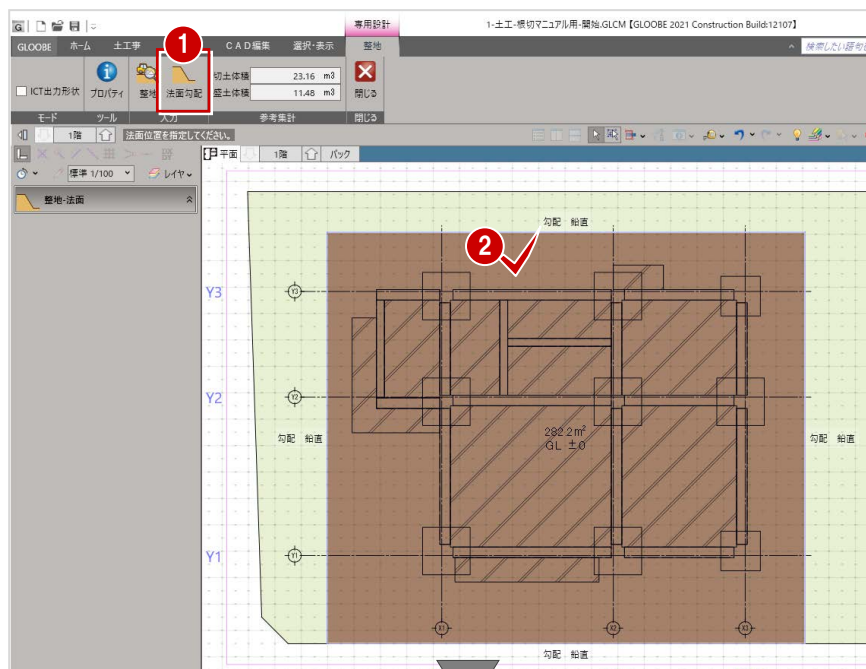 専用設計
1-土工-根切マニュアル用-開始.GLCM【GLOOBE 2021 Construction Build:12107】
GLOOBE ホーム 土工事 CAD編集 選択・表示 整地
1
ICT出力形状
プロパティ
整地
法面勾配
切土体積 23.16 m3
盛土体積 11.48 m3
閉じる
モード ツール 入力 参考集計 閉じる
1階 法面位置を指定してください。
標準 1/100 レイヤ
整地-法面
平面 1階 バック
勾配 鉛直
2
Y3 Y3
Y2 Y2
282.2m²
GL ±0
勾配 鉛直 勾配 鉛直
Y1 Y1
X1 X2 X3
勾配 鉛直